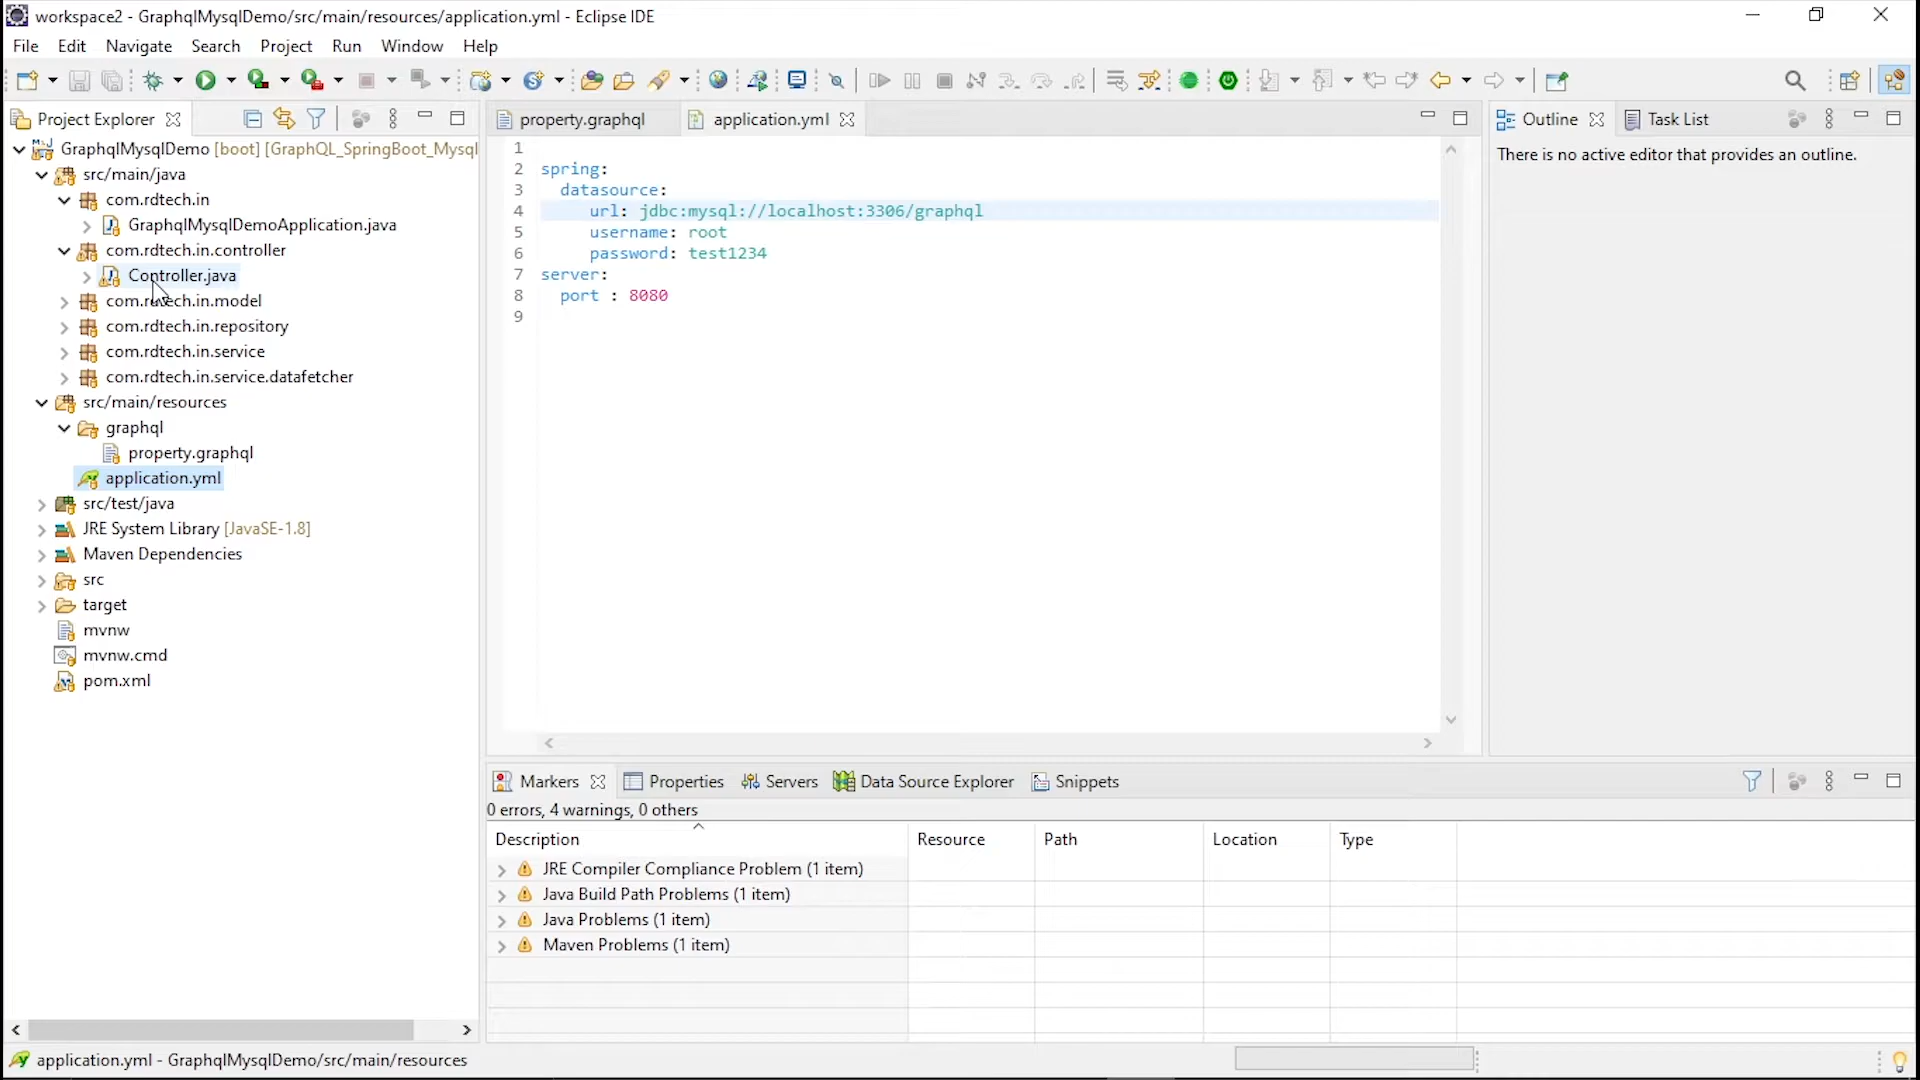 workspace2 - GraphqlMysqlDemo/src/main/resources/application.yml - Eclipse IDE
File Edit Navigate Search Project Run Window Help
Project Explorer
GraphqlMysqlDemo [boot] [GraphQL_SpringBoot_Mysql
src/main/java
com.rdtech.in
GraphqlMysqlDemoApplication.java
com.rdtech.in.controller
Controller.java
com.rdtech.in.model
com.rdtech.in.repository
com.rdtech.in.service
com.rdtech.in.service.datafetcher
src/main/resources
graphql
property.graphql
application.yml
src/test/java
JRE System Library [JavaSE-1.8]
Maven Dependencies
src
target
mvnw
mvnw.cmd
pom.xml
property.graphql
application.yml
1
2 spring:
3 datasource:
4 url: jdbc:mysql://localhost:3306/graphql
5 username: root
6 password: test1234
7 server:
8 port : 8080
9
Outline
Task List
There is no active editor that provides an outline.
Markers
Properties
Servers
Data Source Explorer
Snippets
0 errors, 4 warnings, 0 others
Description Resource Path Location Type
JRE Compiler Compliance Problem (1 item)
Java Build Path Problems (1 item)
Java Problems (1 item)
Maven Problems (1 item)
application.yml - GraphqlMysqlDemo/src/main/resources